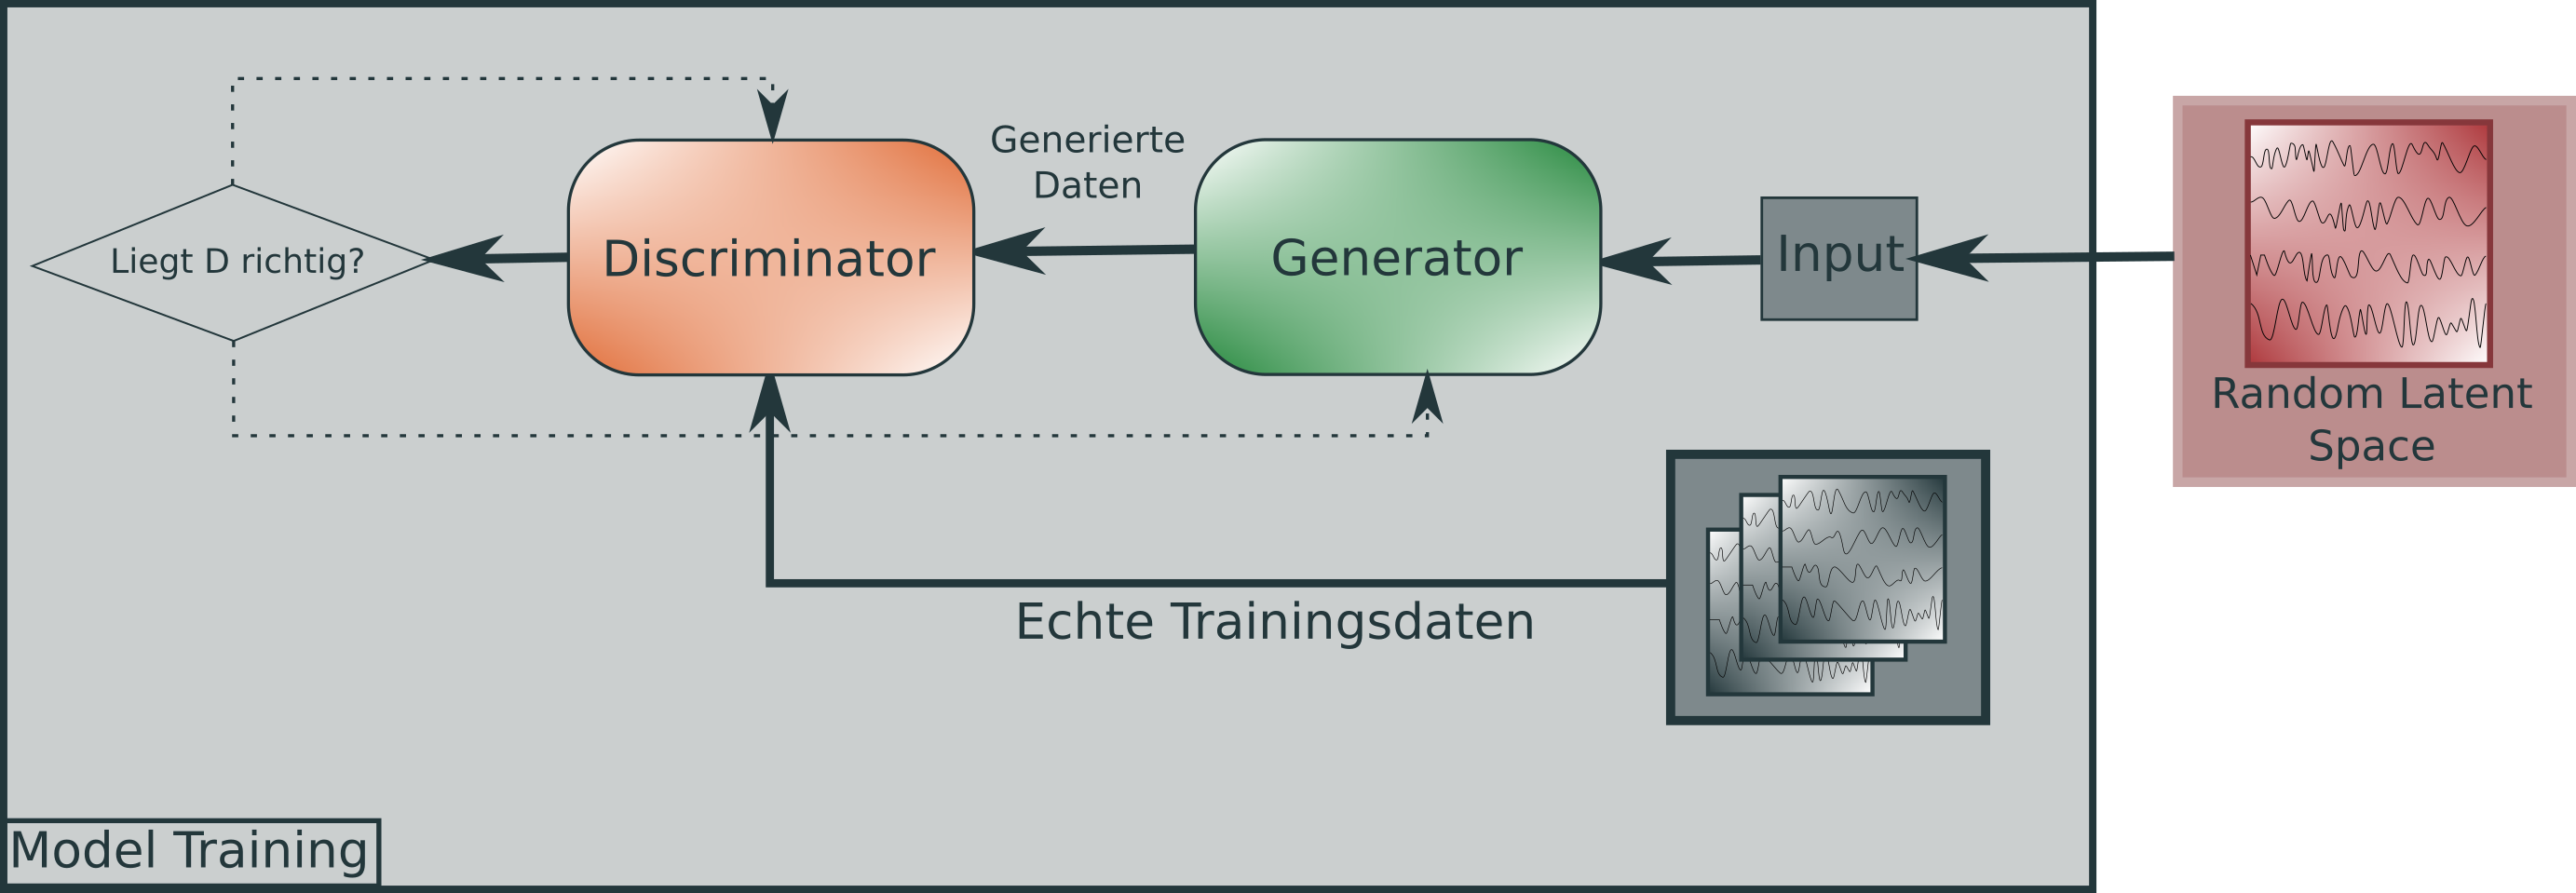 Generierte
Daten
Liegt D richtig?
Discriminator
Generator
Input
Random Latent
Space
Echte Trainingsdaten
Model Training